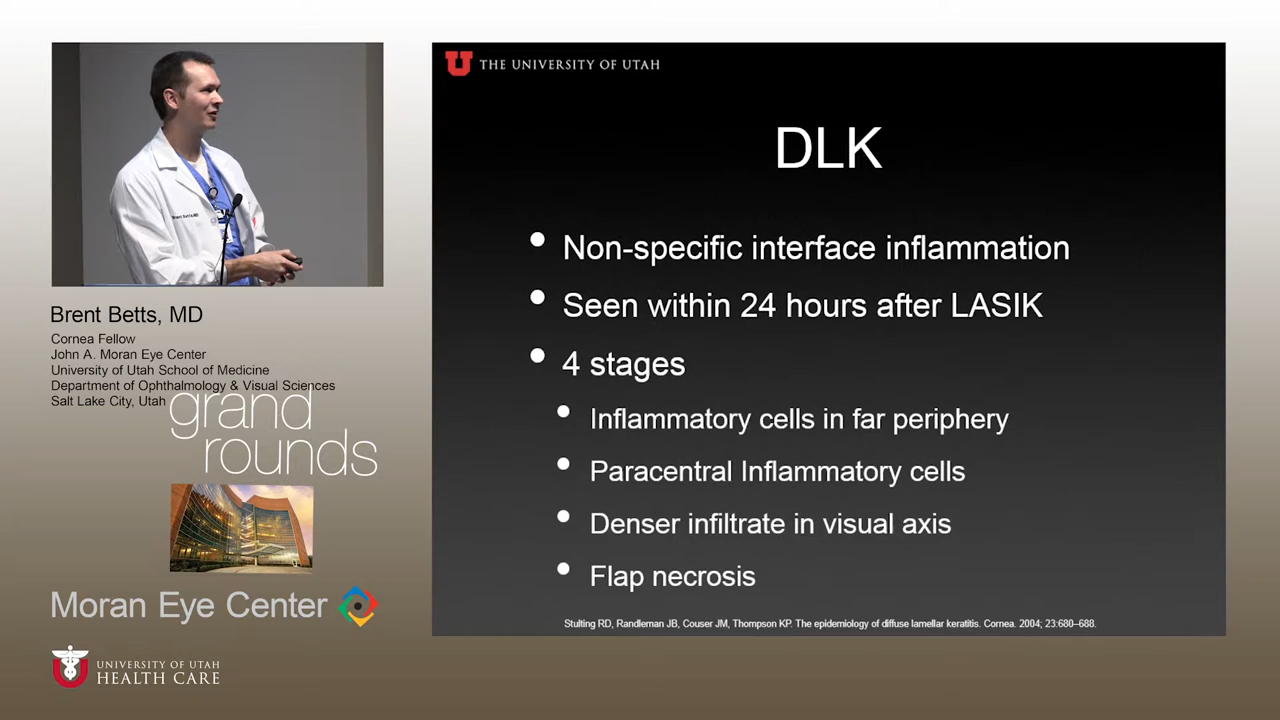 THE UNIVERSITY OF UTAH
DLK
Non-specific interface inflammation
Seen within 24 hours after LASIK
4 stages
Inflammatory cells in far periphery
Paracentral Inflammatory cells
Denser infiltrate in visual axis
Flap necrosis
Stulting RD, Randleman JB, Couser JM, Thompson KP. The epidemiology of diffuse lamellar keratitis. Cornea. 2004; 23:680–688.
Brent Betts, MD
Cornea Fellow
John A. Moran Eye Center
University of Utah School of Medicine
Department of Ophthalmology & Visual Sciences
Salt Lake City, Utah
grand
rounds
Moran Eye Center
UNIVERSITY OF UTAH
HEALTH CARE